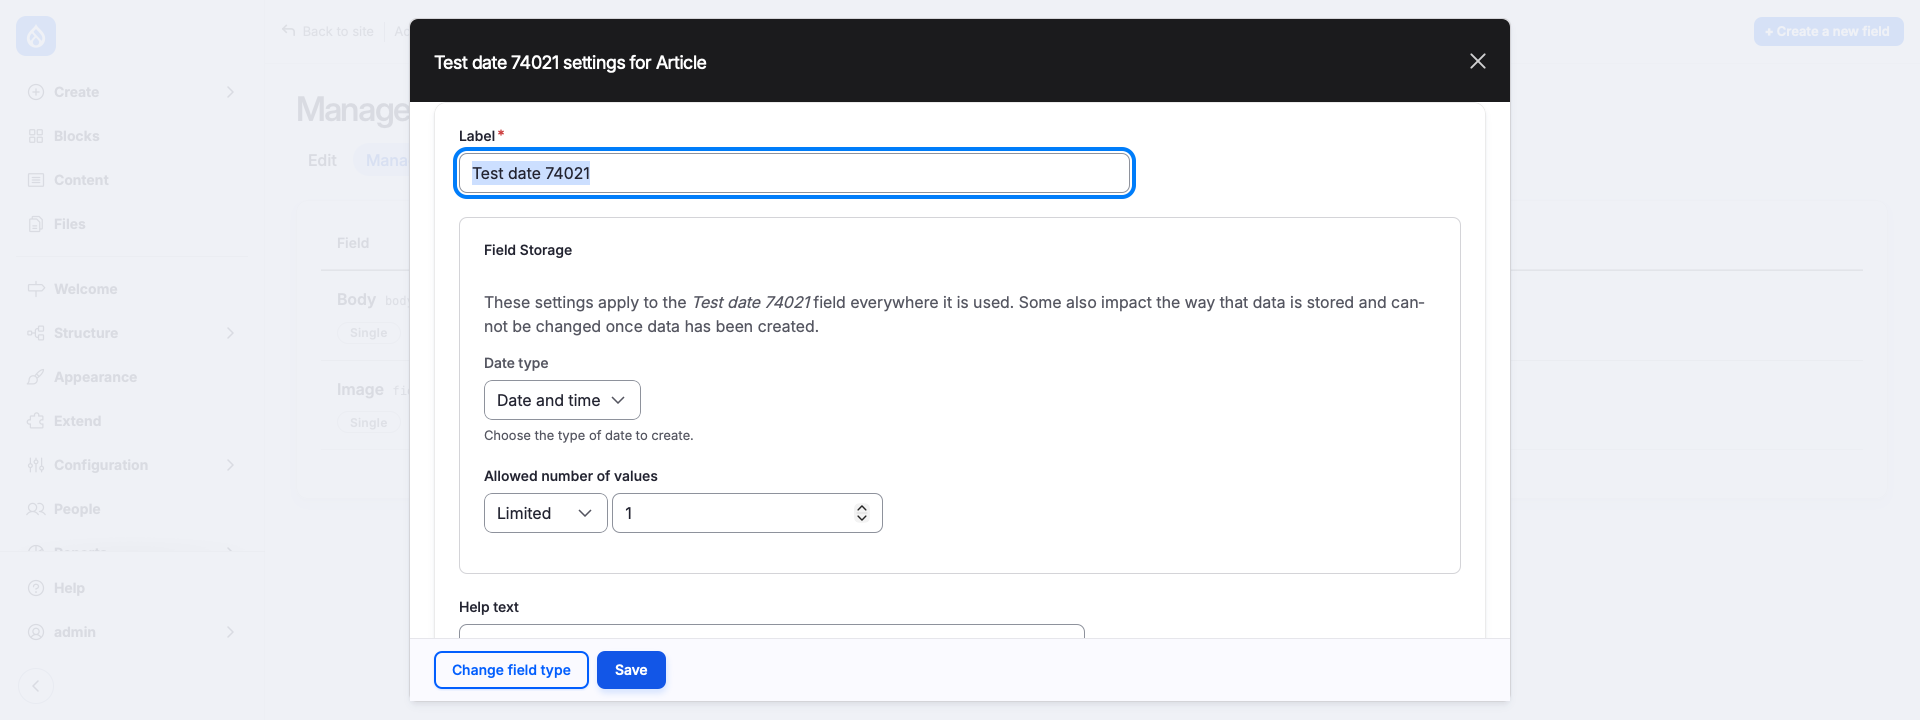 Back to site
+ Create a new field
Test date 74021 settings for Article
Create
Blocks
Content
Files
Welcome
Structure
Appearance
Extend
Configuration
People
Reports
Help
admin
Manage
Edit
Field
Body
Single
Image
Single
Label*
Test date 74021
Field Storage
These settings apply to the Test date 74021 field everywhere it is used. Some also impact the way that data is stored and can-
not be changed once data has been created.
Date type
Date and time
Choose the type of date to create.
Allowed number of values
Limited
1
Help text
Change field type
Save